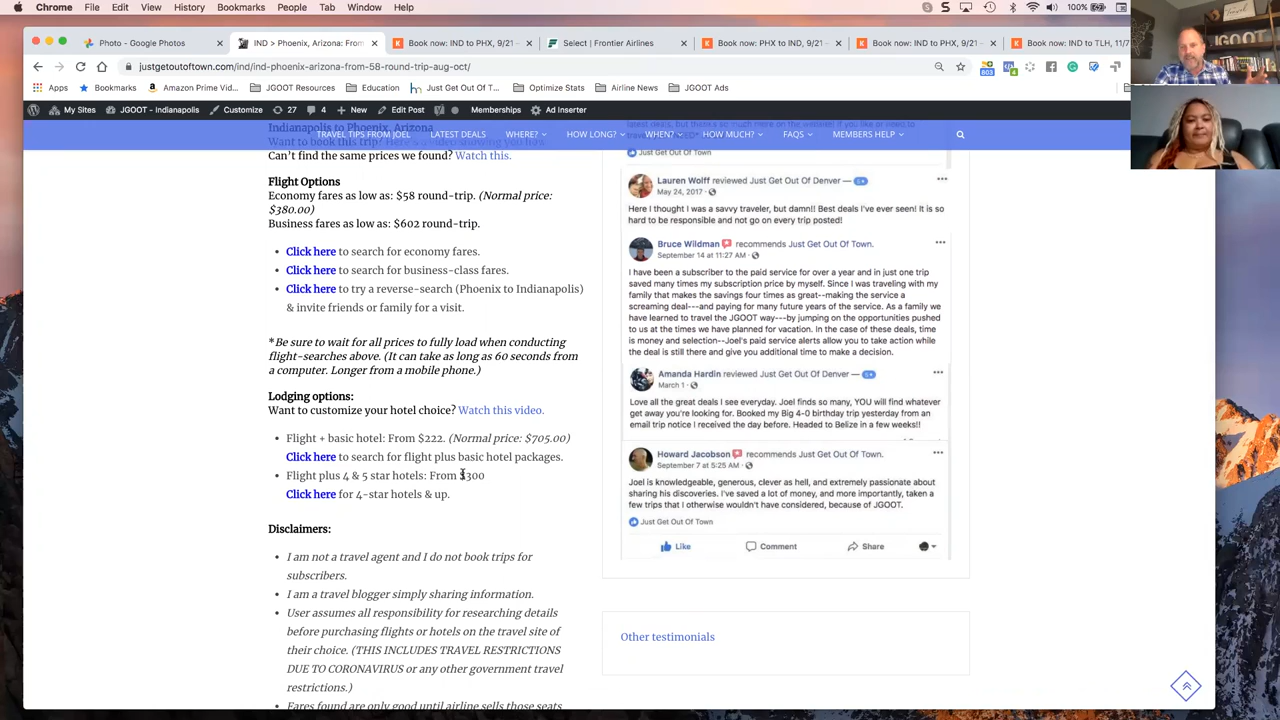 Chrome File Edit View History Bookmarks People Tab Window Help 100%
Photo - Google Photos × IND > Phoenix, Arizona: From × Book now: IND to PHX, 9/21 × Select | Frontier Airlines × Book now: PHX to IND, 9/21 × Book now: IND to PHX, 9/21 × Book now: IND to TLH, 11/7
justgetoutoftown.com/ind/ind-phoenix-arizona-from-58-round-trip-aug-oct/
803 4
Apps Bookmarks Amazon Prime Vid... JGOOT Resources Education Just Get Out Of T... Optimize Stats Airline News JGOOT Ads
My Sites JGOOT - Indianapolis Customize 27 4 New Edit Post Memberships Ad Inserter
TRAVEL TIPS FROM JOEL LATEST DEALS WHERE? HOW LONG? WHEN? HOW MUCH? FAQS MEMBERS HELP
Indianapolis to Phoenix, Arizona
Want to book this trip? Here is a video showing you how.
Can't find the same prices we found? Watch this.
Flight Options
Economy fares as low as: $58 round-trip. (Normal price:
$380.00)
Business fares as low as: $602 round-trip.
Click here to search for economy fares.
Click here to search for business-class fares.
Click here to try a reverse-search (Phoenix to Indianapolis)
& invite friends or family for a visit.
*Be sure to wait for all prices to fully load when conducting
flight-searches above. (It can take as long as 60 seconds from
a computer. Longer from a mobile phone.)
Lodging options:
Want to customize your hotel choice? Watch this video.
Flight + basic hotel: From $222. (Normal price: $705.00)
Click here to search for flight plus basic hotel packages.
Flight plus 4 & 5 star hotels: From $300
Click here for 4-star hotels & up.
Disclaimers:
I am not a travel agent and I do not book trips for
subscribers.
I am a travel blogger simply sharing information.
User assumes all responsibility for researching details
before purchasing flights or hotels on the travel site of
their choice. (THIS INCLUDES TRAVEL RESTRICTIONS
DUE TO CORONAVIRUS or any other government travel
restrictions.)
Fares found are only good until airline sells those seats
Just Get Out Of Town
Lauren Wolff reviewed Just Get Out Of Denver — 5
May 24, 2017
Here I thought I was a savvy traveler, but damn!! Best deals I've ever seen! It is so
hard to be responsible and not go on every trip posted!
Bruce Wildman recommends Just Get Out Of Town.
September 14 at 11:27 AM
I have been a subscriber to the paid service for over a year and in just one trip
saved many times my subscription price by myself. Since I was traveling with my
family that makes the savings four times as great--making the service a
screaming deal---and paying for many future years of the service. As a family we
have learned to travel the JGOOT way---by jumping on the opportunities pushed
to us at the times we have planned for vacation. In the case of these deals, time
is money and selection--Joel's paid service alerts allow you to take action while
the deal is still there and give you additional time to make a decision.
Amanda Hardin reviewed Just Get Out Of Denver — 5
March 1
Love all the great deals I see everyday. Joel finds so many, YOU will find whatever
get away you're looking for. Booked my Big 4-0 birthday trip yesterday from an
email trip notice I received the day before. Headed to Belize in a few weeks!!
Howard Jacobson recommends Just Get Out Of Town.
September 7 at 5:25 AM
Joel is knowledgeable, generous, clever as hell, and extremely passionate about
sharing his discoveries. I've saved a lot of money, and more importantly, taken a
few trips that I otherwise wouldn't have considered, because of JGOOT.
Just Get Out Of Town
Like Comment Share
Other testimonials
JGOOT